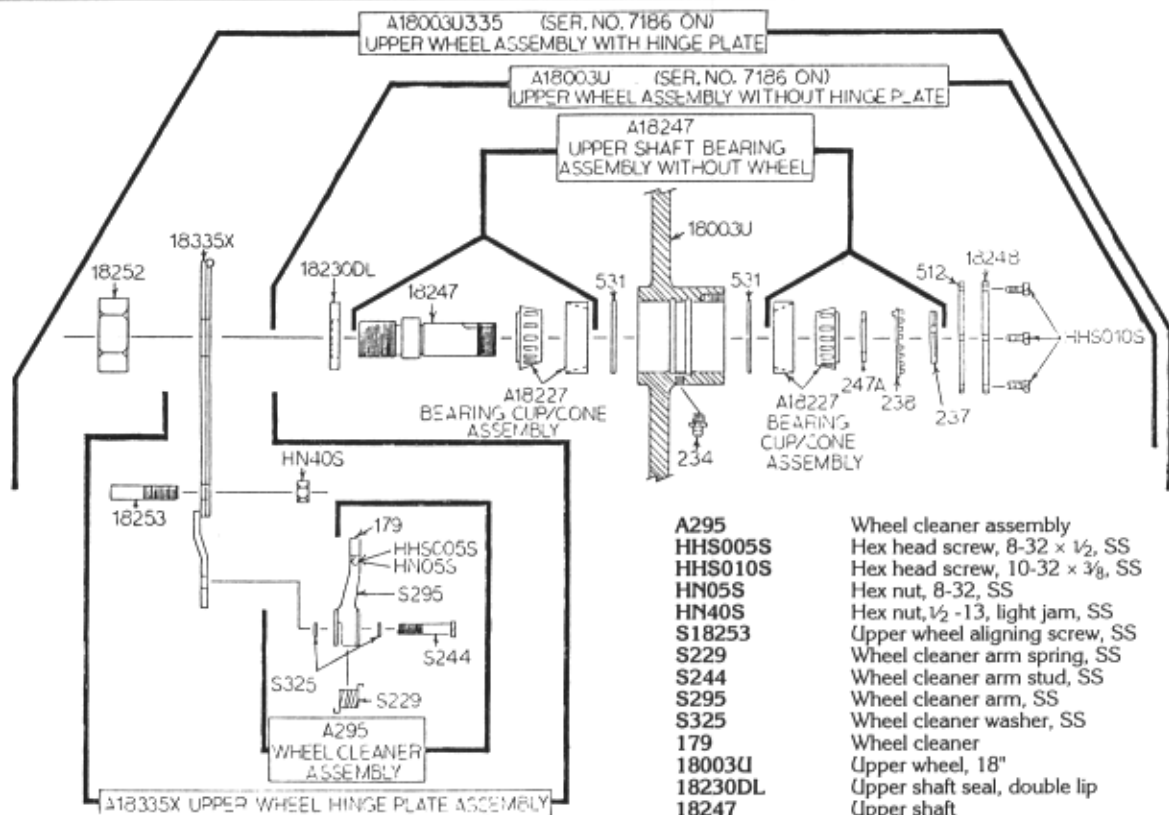 A18003U335 (SER. NO. 7186 ON)
UPPER WHEEL ASSEMBLY WITH HINGE PLATE
A18003U (SER. NO. 7186 ON)
UPPER WHEEL ASSEMBLY WITHOUT HINGE PLATE
A18247
UPPER SHAFT BEARING
ASSEMBLY WITHOUT WHEEL
18335X
18252
18230DL
18247
531
18003U
531
512
18248
HHS010S
A18227
BEARING CUP/CONE
ASSEMBLY
234
A18227
BEARING
CUP/CONE
ASSEMBLY
247A
238
237
HN40S
18253
179
HHS005S
HN05S
S295
S244
S325
S229
A295
WHEEL CLEANER
ASSEMBLY
A18335X UPPER WHEEL HINGE PLATE ASSEMBLY
A295 Wheel cleaner assembly
HHS005S Hex head screw, 8-32 × 1/2, SS
HHS010S Hex head screw, 10-32 × 3/8, SS
HN05S Hex nut, 8-32, SS
HN40S Hex nut, 1/2 -13, light jam, SS
S18253 Upper wheel aligning screw, SS
S229 Wheel cleaner arm spring, SS
S244 Wheel cleaner arm stud, SS
S295 Wheel cleaner arm, SS
S325 Wheel cleaner washer, SS
179 Wheel cleaner
18003U Upper wheel, 18"
18230DL Upper shaft seal, double lip
18247 Upper shaft